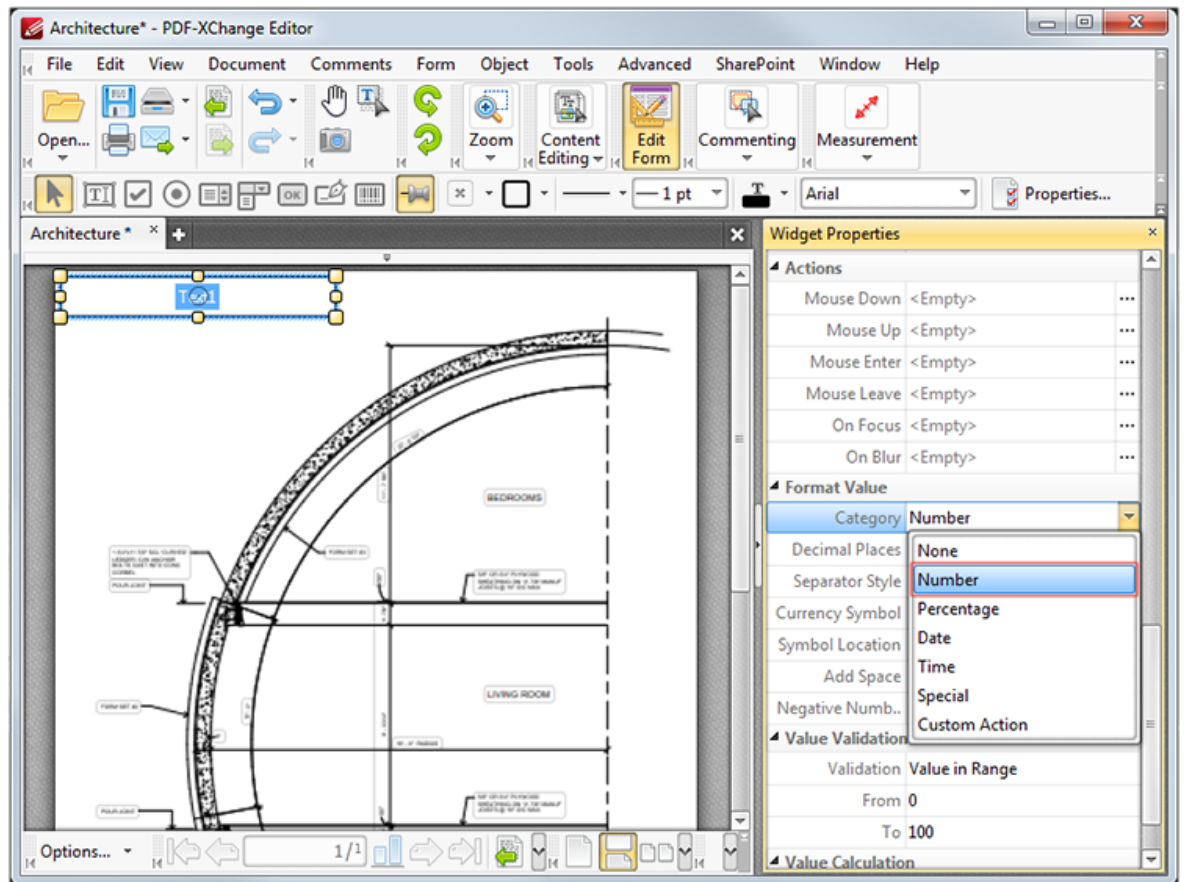 Architecture* - PDF-XChange Editor
File Edit View Document Comments Form Object Tools Advanced SharePoint Window Help
Open... Zoom Content Editing Edit Form Commenting Measurement
OK 1 pt T Arial Properties...
Architecture *
Widget Properties
Text1
Actions
Mouse Down <Empty>
Mouse Up <Empty>
Mouse Enter <Empty>
Mouse Leave <Empty>
On Focus <Empty>
On Blur <Empty>
Format Value
Category Number
Decimal Places
Separator Style
Currency Symbol
Symbol Location
Add Space
Negative Numb..
None
Number
Percentage
Date
Time
Special
Custom Action
Value Validation
Validation Value in Range
From 0
To 100
Value Calculation
BEDROOMS
LIVING ROOM
Options... 1/1